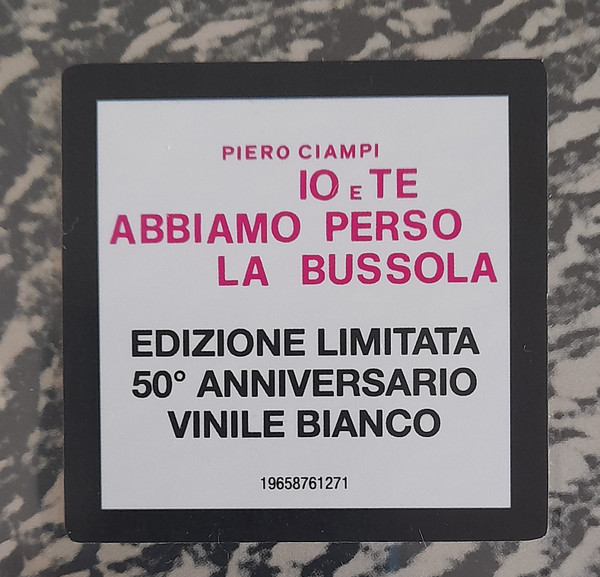 PIERO CIAMPI
IO E TE
ABBIAMO PERSO
LA BUSSOLA
EDIZIONE LIMITATA
50° ANNIVERSARIO
VINILE BIANCO
19658761271